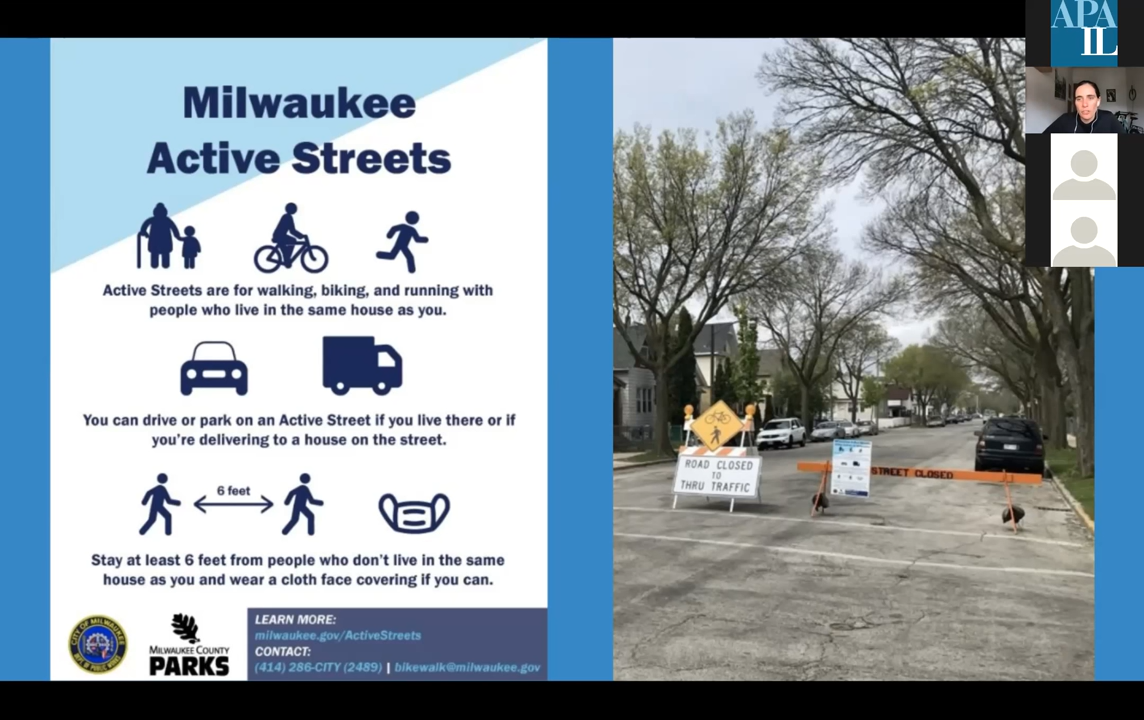 Milwaukee
Active Streets
Active Streets are for walking, biking, and running with
people who live in the same house as you.
You can drive or park on an Active Street if you live there or if
you're delivering to a house on the street.
6 feet
Stay at least 6 feet from people who don't live in the same
house as you and wear a cloth face covering if you can.
CITY OF MILWAUKEE
MILWAUKEE COUNTY
PARKS
LEARN MORE:
milwaukee.gov/ActiveStreets
CONTACT:
(414) 286-CITY (2489) | bikewalk@milwaukee.gov
ROAD CLOSED
TO
THRU TRAFFIC
STREET CLOSED
APA
IL